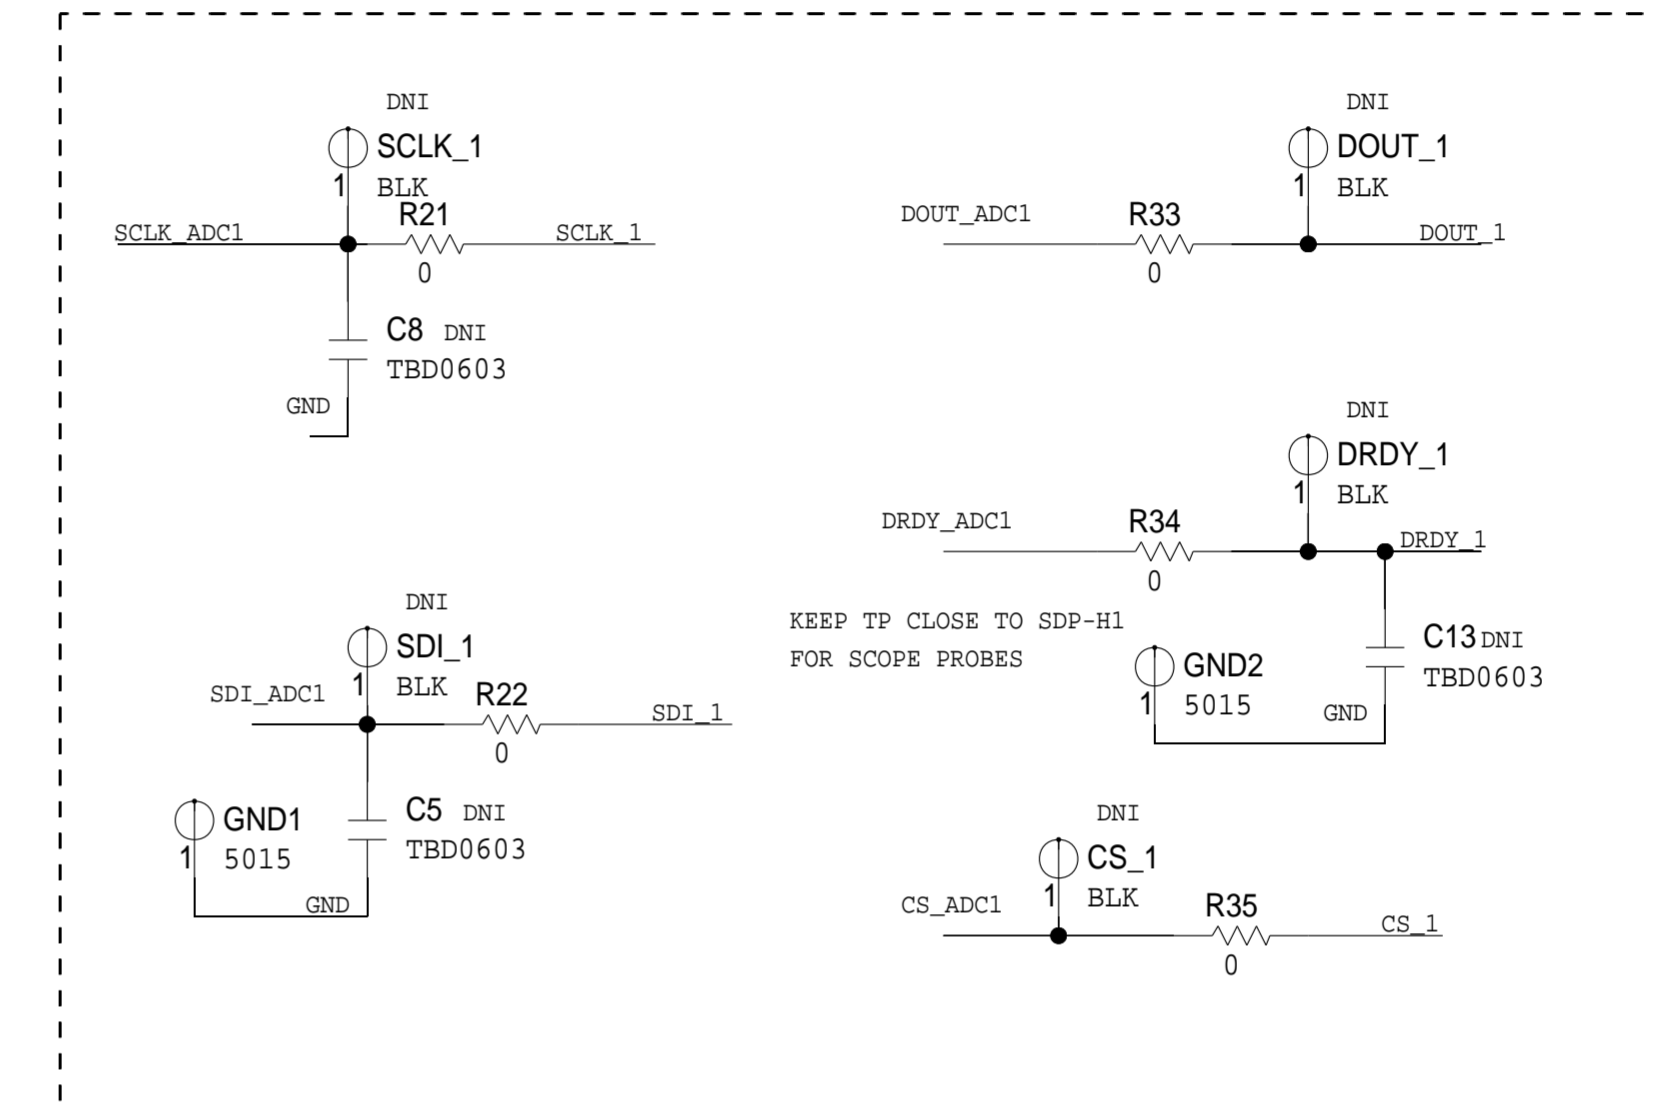 DNI
SCLK_1
1
BLK
R21
SCLK_ADC1
SCLK_1
0
C8 DNI
TBD0603
GND
DNI
SDI_1
1
BLK
R22
SDI_ADC1
SDI_1
0
GND1
1
5015
C5 DNI
TBD0603
GND
DNI
DOUT_1
1
BLK
DOUT_ADC1
R33
DOUT_1
0
DNI
DRDY_1
1
BLK
DRDY_ADC1
R34
DRDY_1
0
KEEP TP CLOSE TO SDP-H1
FOR SCOPE PROBES
GND2
1
5015
C13 DNI
TBD0603
GND
DNI
CS_1
1
BLK
CS_ADC1
R35
CS_1
0